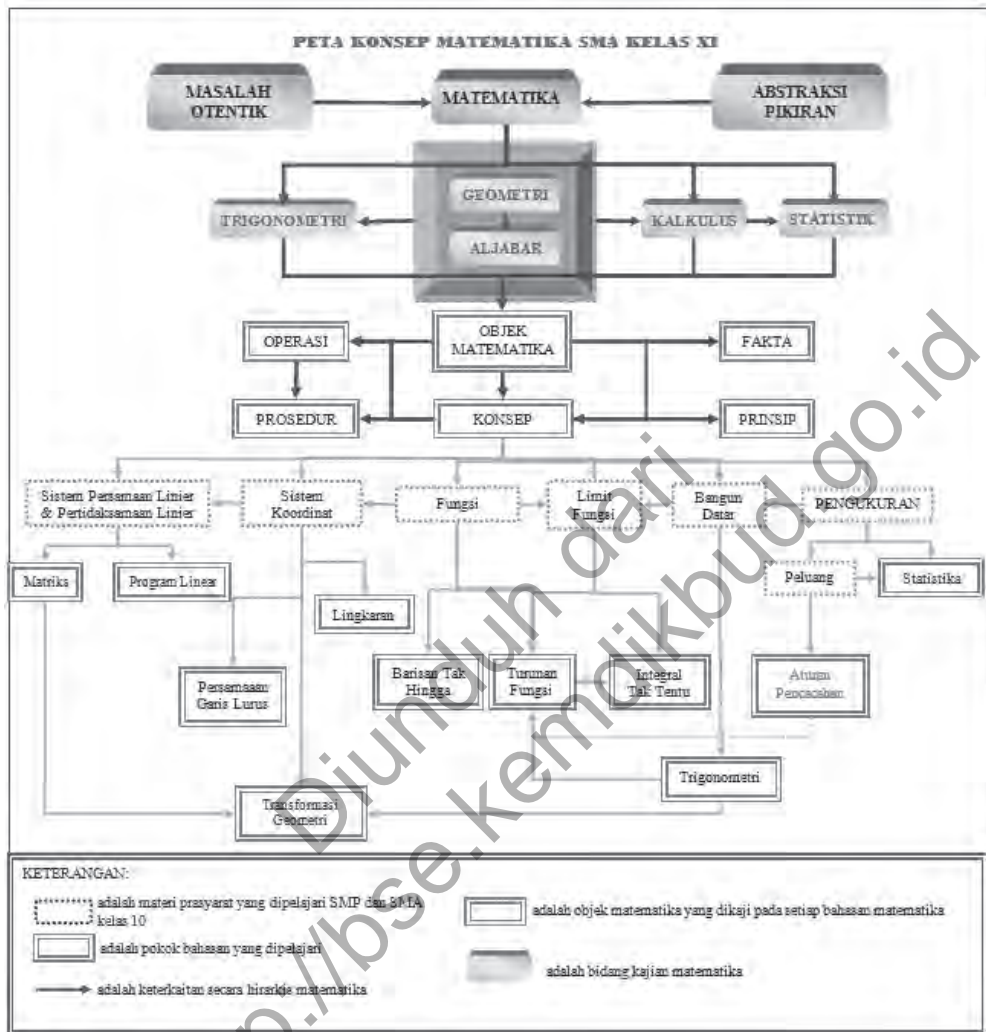 PETA KONSEP MATEMATIKA SMA KELAS XI
MASALAH
OTENTIK
MATEMATIKA
ABSTRAKSI
PIKIRAN
GEOMETRI
TRIGONOMETRI
KALKULUS
STATISTIK
ALJABAR
OPERASI
OBJEK
MATEMATIKA
FAKTA
PROSEDUR
KONSEP
PRINSIP
Sistem Persamaan Linier
& Pertidaksamaan Linier
Sistem
Koordinat
Fungsi
Limit
Fungsi
Bangun
Datar
PENGUKURAN
Matriks
Program Linear
Peluang
Statistika
Lingkaran
Persamaaan
Garis Lurus
Barisan Tak
Hingga
Turunan
Fungsi
Integral
Tak Tentu
Aturan
Pencacahan
Trigonometri
Transformasi
Geometri
KETERANGAN:
adalah materi prasyarat yang dipelajari SMP dan SMA
kelas 10
adalah objek matematika yang dikaji pada setiap bahasan matematika
adalah pokok bahasan yang dipelajari
adalah bidang kajian matematika
adalah keterkaitan secara hirarkis matematika
Diunduh dari
p://bse.kemdikbud.go.id